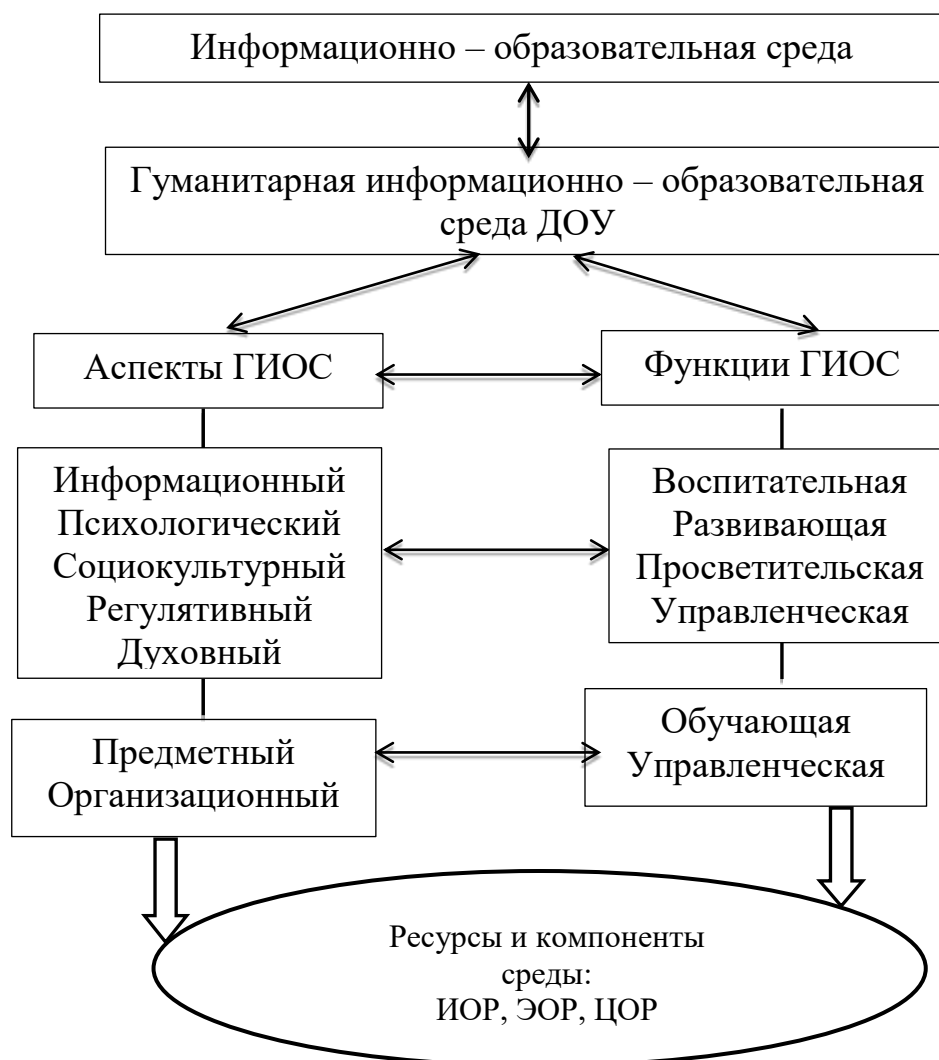 Информационно – образовательная среда
Гуманитарная информационно – образовательная
среда ДОУ
Аспекты ГИОС
Функции ГИОС
Информационный
Психологический
Социокультурный
Регулятивный
Духовный
Воспитательная
Развивающая
Просветительская
Управленческая
Предметный
Организационный
Обучающая
Управленческая
Ресурсы и компоненты
среды:
ИОР, ЭОР, ЦОР